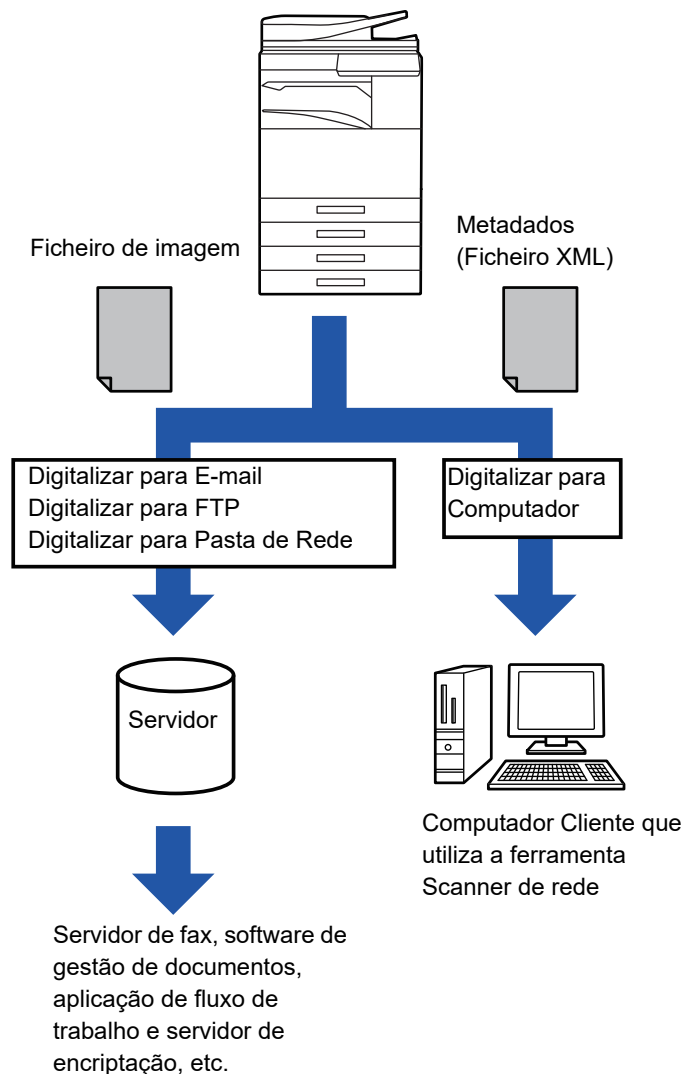 Ficheiro de imagem
Metadados
(Ficheiro XML)
Digitalizar para E-mail
Digitalizar para FTP
Digitalizar para Pasta de Rede
Digitalizar para
Computador
Servidor
Computador Cliente que
utiliza a ferramenta
Scanner de rede
Servidor de fax, software de
gestão de documentos,
aplicação de fluxo de
trabalho e servidor de
encriptação, etc.